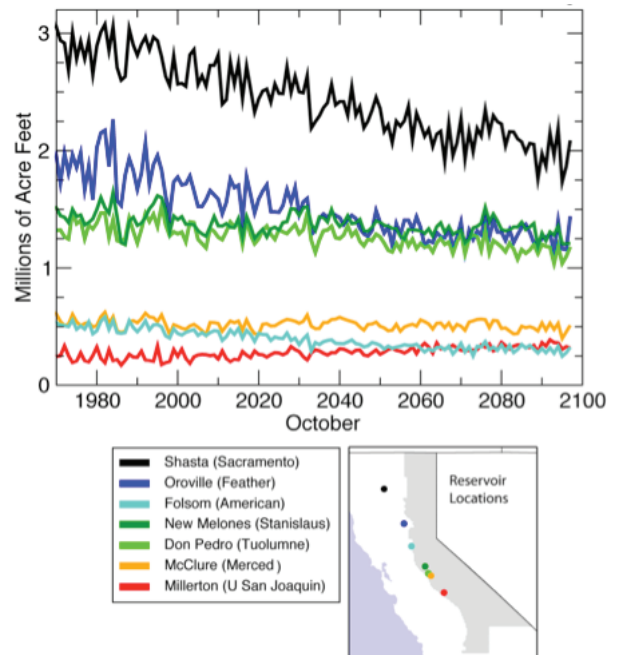 3
2
1
0
Millions of Acre Feet
1980 2000 2020 2040 2060 2080 2100
October
Shasta (Sacramento)
Oroville (Feather)
Folsom (American)
New Melones (Stanislaus)
Don Pedro (Tuolumne)
McClure (Merced )
Millerton (U San Joaquin)
Reservoir
Locations